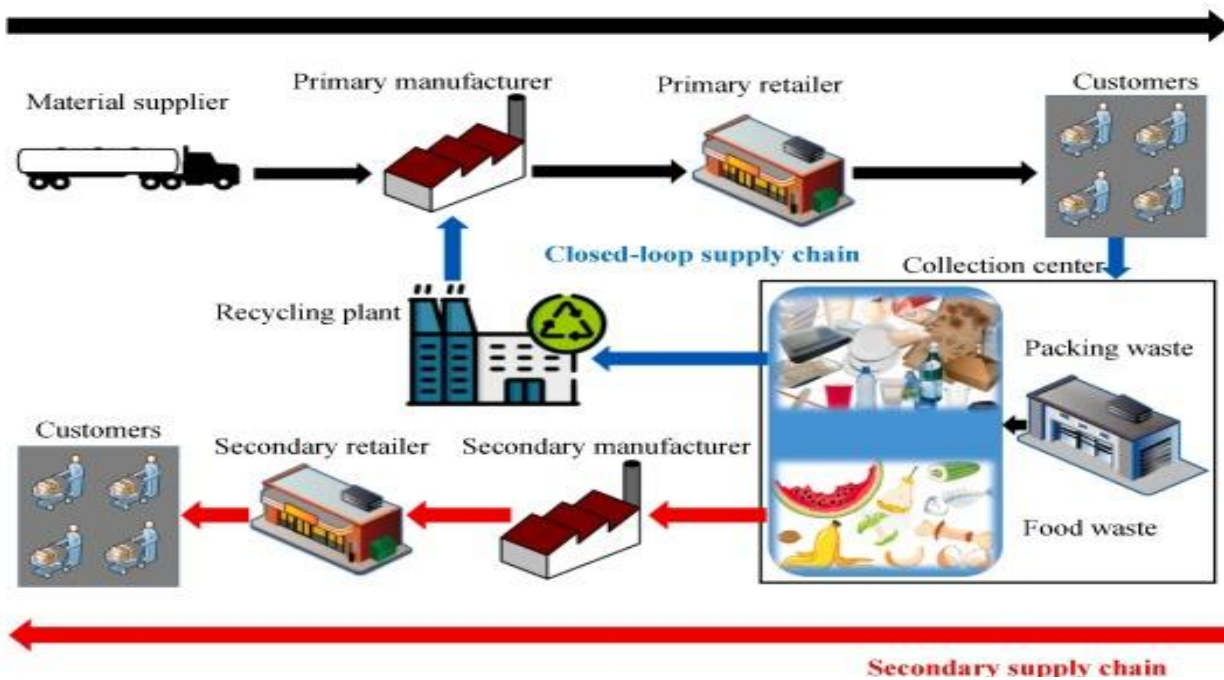 Primary manufacturer
Primary retailer
Customers
Material supplier
Closed-loop supply chain
Collection center
Recycling plant
Packing waste
Customers
Secondary retailer
Secondary manufacturer
Food waste
Secondary supply chain